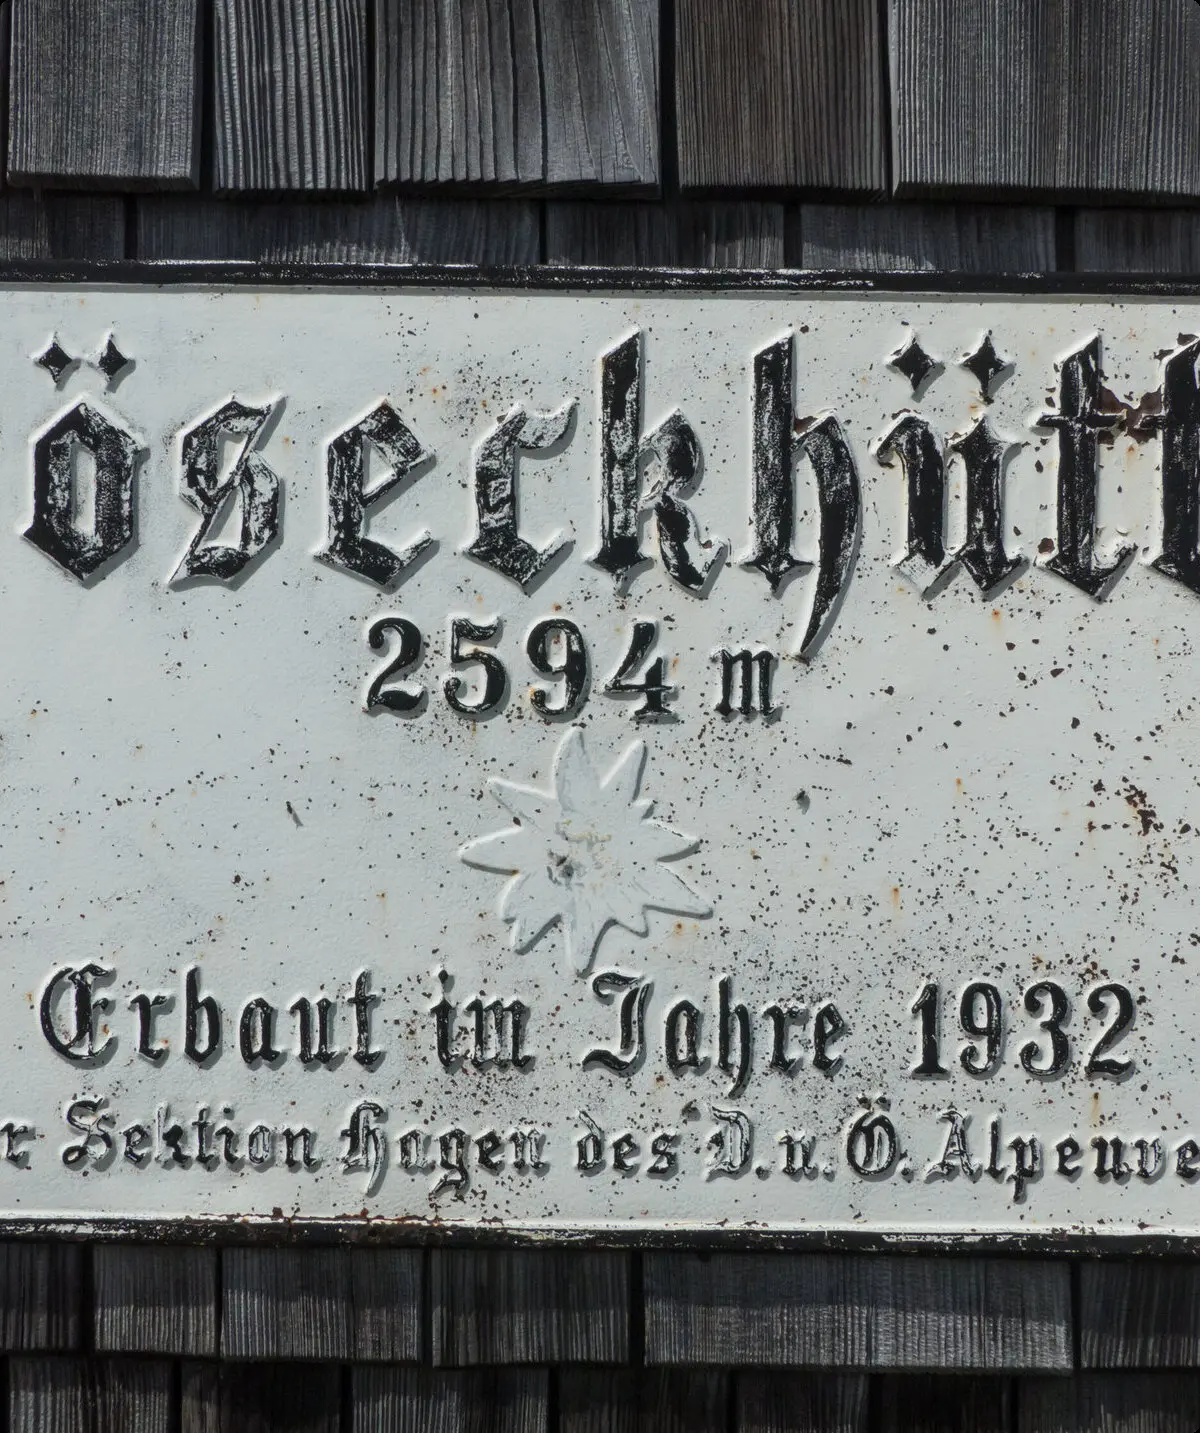 öseckhütt
2594 m
Erbaut im Jahre 1932
r Sektion Hagen des D. u. Ö. Alpenve